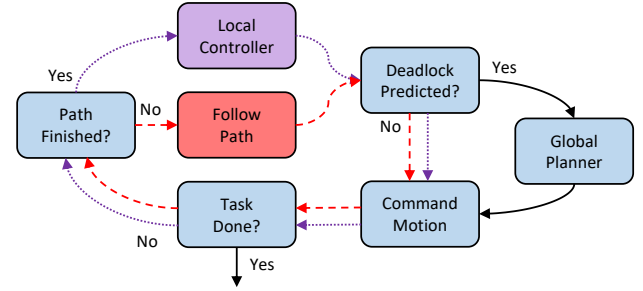 Local
Controller
Yes
Deadlock
Predicted?
Yes
Path
Finished?
No
Follow
Path
No
Global
Planner
Task
Done?
Command
Motion
No
Yes